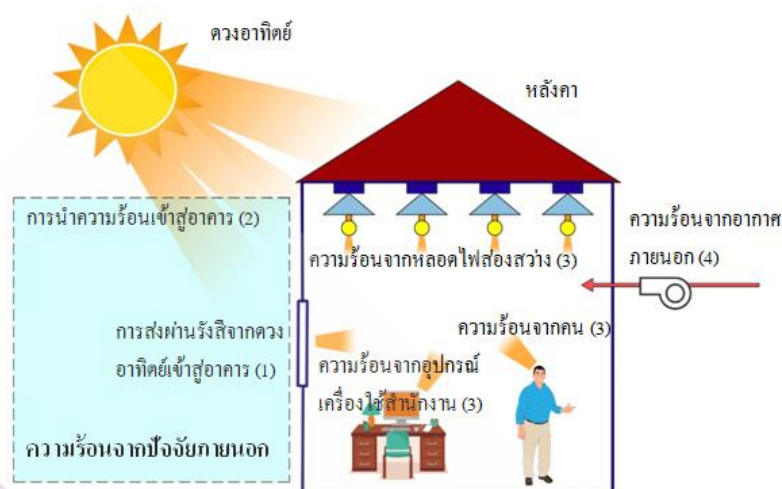 ดวงอาทิตย์
หลังคา
การนำความร้อนเข้าสู่อาคาร (2)
ความร้อนจากอากาศ
ภายนอก (4)
ความร้อนจากหลอดไฟส่องสว่าง (3)
การส่งผ่านรังสีจากดวง
อาทิตย์เข้าสู่อาคาร (1)
ความร้อนจากคน (3)
ความร้อนจากอุปกรณ์
เครื่องใช้สำนักงาน (3)
ความร้อนจากปัจจัยภายนอก